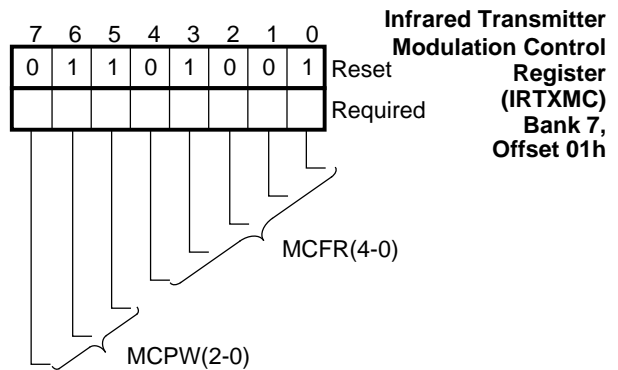 Infrared Transmitter
Modulation Control
Register
(IRTXMC)
Bank 7,
Offset 01h
7 6 5 4 3 2 1 0
0 1 1 0 1 0 0 1 Reset
Required
MCFR(4-0)
MCPW(2-0)